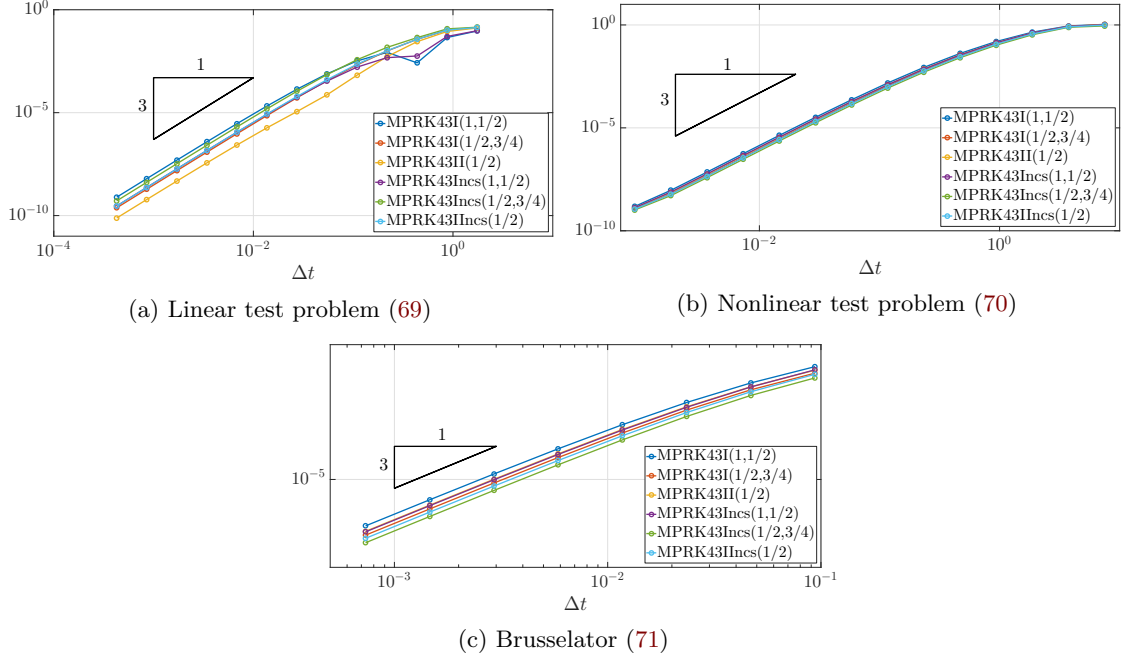 10^0
10^-5
10^-10
1
3
MPRK43I(1,1/2)
MPRK43I(1/2,3/4)
MPRK43II(1/2)
MPRK43Incs(1,1/2)
MPRK43Incs(1/2,3/4)
MPRK43IIncs(1/2)
10^-4
10^-2
10^0
Δt
(a) Linear test problem (69)
10^0
10^-5
10^-10
1
3
MPRK43I(1,1/2)
MPRK43I(1/2,3/4)
MPRK43II(1/2)
MPRK43Incs(1,1/2)
MPRK43Incs(1/2,3/4)
MPRK43IIncs(1/2)
10^-2
10^0
Δt
(b) Nonlinear test problem (70)
10^-5
1
3
MPRK43I(1,1/2)
MPRK43I(1/2,3/4)
MPRK43II(1/2)
MPRK43Incs(1,1/2)
MPRK43Incs(1/2,3/4)
MPRK43IIncs(1/2)
10^-3
10^-2
10^-1
Δt
(c) Brusselator (71)